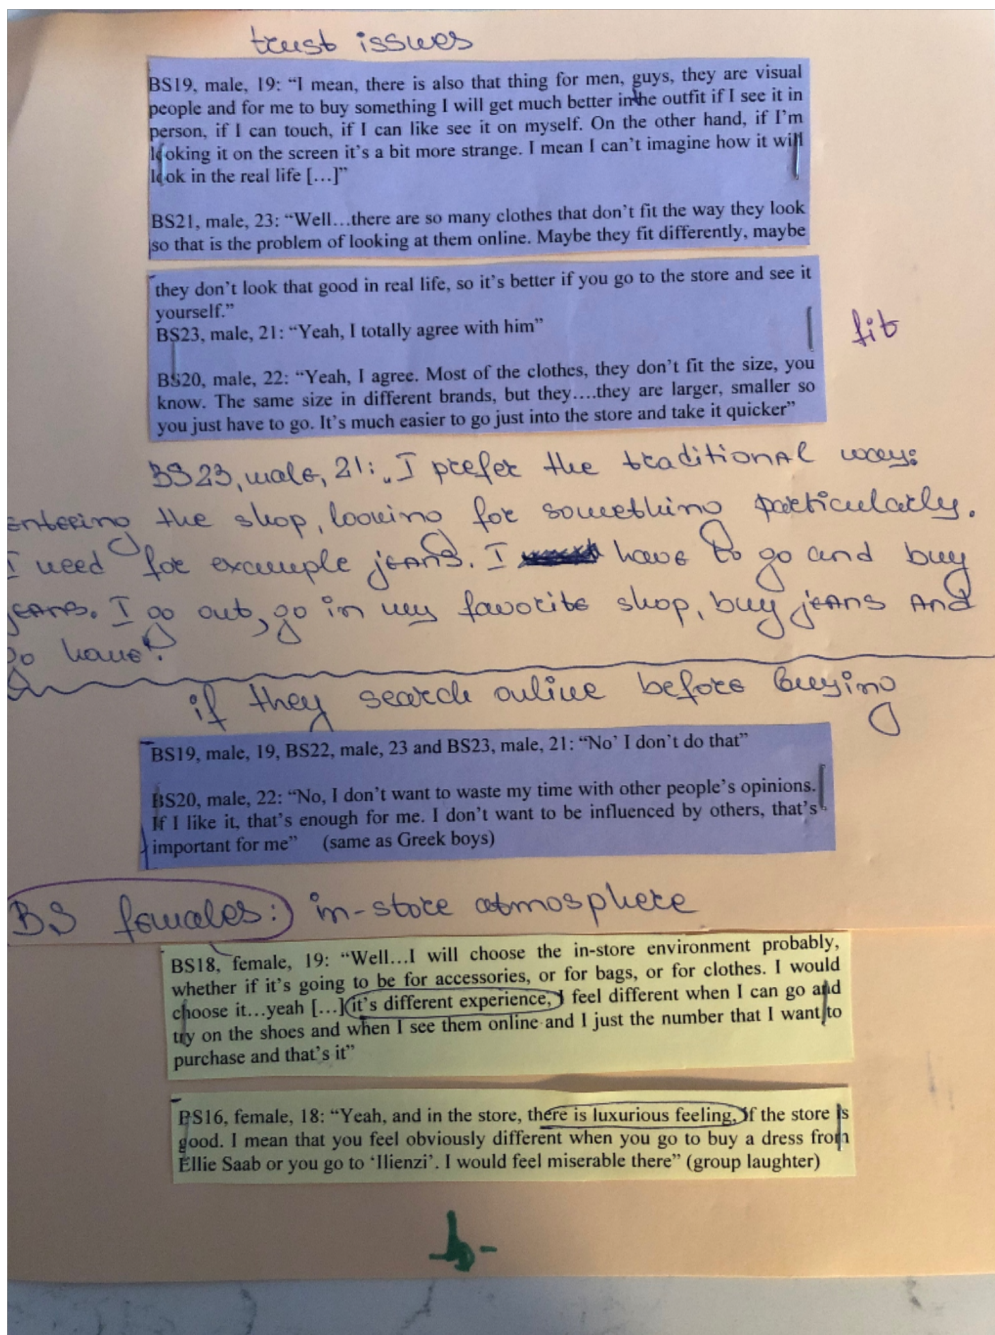 trust issues
BS19, male, 19: “I mean, there is also that thing for men, guys, they are visual
people and for me to buy something I will get much better in the outfit if I see it in
person, if I can touch, if I can like see it on myself. On the other hand, if I’m
looking it on the screen it’s a bit more strange. I mean I can’t imagine how it will
look in the real life [...]”
BS21, male, 23: “Well...there are so many clothes that don’t fit the way they look
so that is the problem of looking at them online. Maybe they fit differently, maybe
they don’t look that good in real life, so it’s better if you go to the store and see it
yourself.”
BS23, male, 21: “Yeah, I totally agree with him”
fit
BS20, male, 22: “Yeah, I agree. Most of the clothes, they don’t fit the size, you
know. The same size in different brands, but they....they are larger, smaller so
you just have to go. It’s much easier to go just into the store and take it quicker”
BS23, male, 21: „I prefer the traditional way:
entering the shop, looking for something particularly.
I need for example jeans. I have to go and buy
jeans. I go out, go in my favorite shop, buy jeans and
go home.”
if they search online before buying
BS19, male, 19, BS22, male, 23 and BS23, male, 21: “No’ I don’t do that”
BS20, male, 22: “No, I don’t want to waste my time with other people’s opinions.
If I like it, that’s enough for me. I don’t want to be influenced by others, that’s
important for me” (same as Greek boys)
BS females: in-store atmosphere
BS18, female, 19: “Well...I will choose the in-store environment probably,
whether if it’s going to be for accessories, or for bags, or for clothes. I would
choose it...yeah [...] it’s different experience, I feel different when I can go and
try on the shoes and when I see them online and I just the number that I want to
purchase and that’s it”
BS16, female, 18: “Yeah, and in the store, there is luxurious feeling, if the store is
good. I mean that you feel obviously different when you go to buy a dress from
Ellie Saab or you go to ‘Ilienzi’. I would feel miserable there” (group laughter)